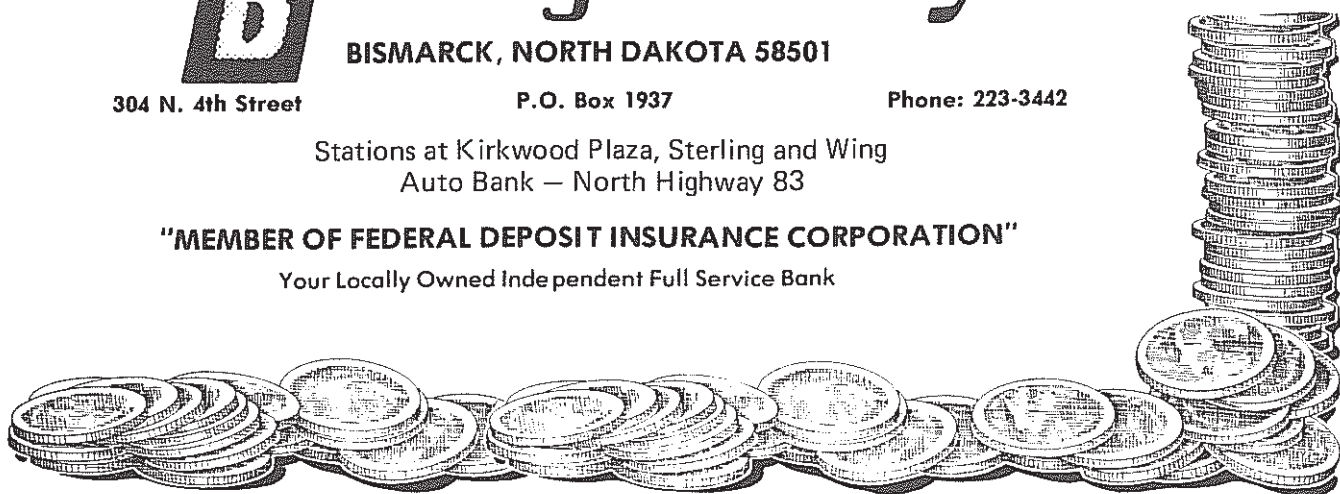 B
BISMARCK, NORTH DAKOTA 58501
304 N. 4th Street P.O. Box 1937 Phone: 223-3442
Stations at Kirkwood Plaza, Sterling and Wing
Auto Bank — North Highway 83
"MEMBER OF FEDERAL DEPOSIT INSURANCE CORPORATION"
Your Locally Owned Independent Full Service Bank